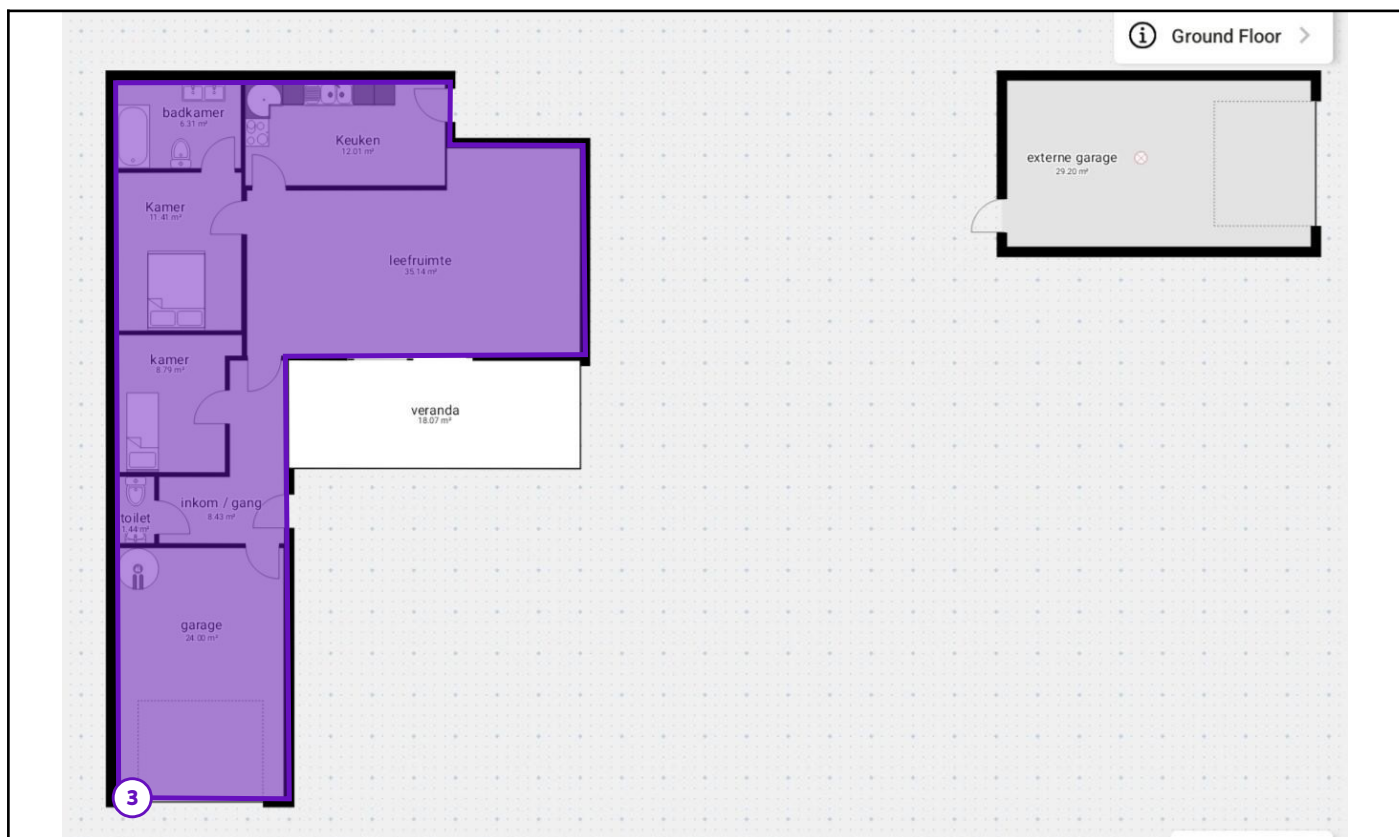 Ground Floor
badkamer
6.31 m²
Keuken
12.01 m²
externe garage
29.20 m²
Kamer
11.41 m²
leefruimte
35.14 m²
kamer
8.79 m²
veranda
18.07 m²
inkom / gang
8.43 m²
toilet
1.44 m²
garage
24.00 m²
3